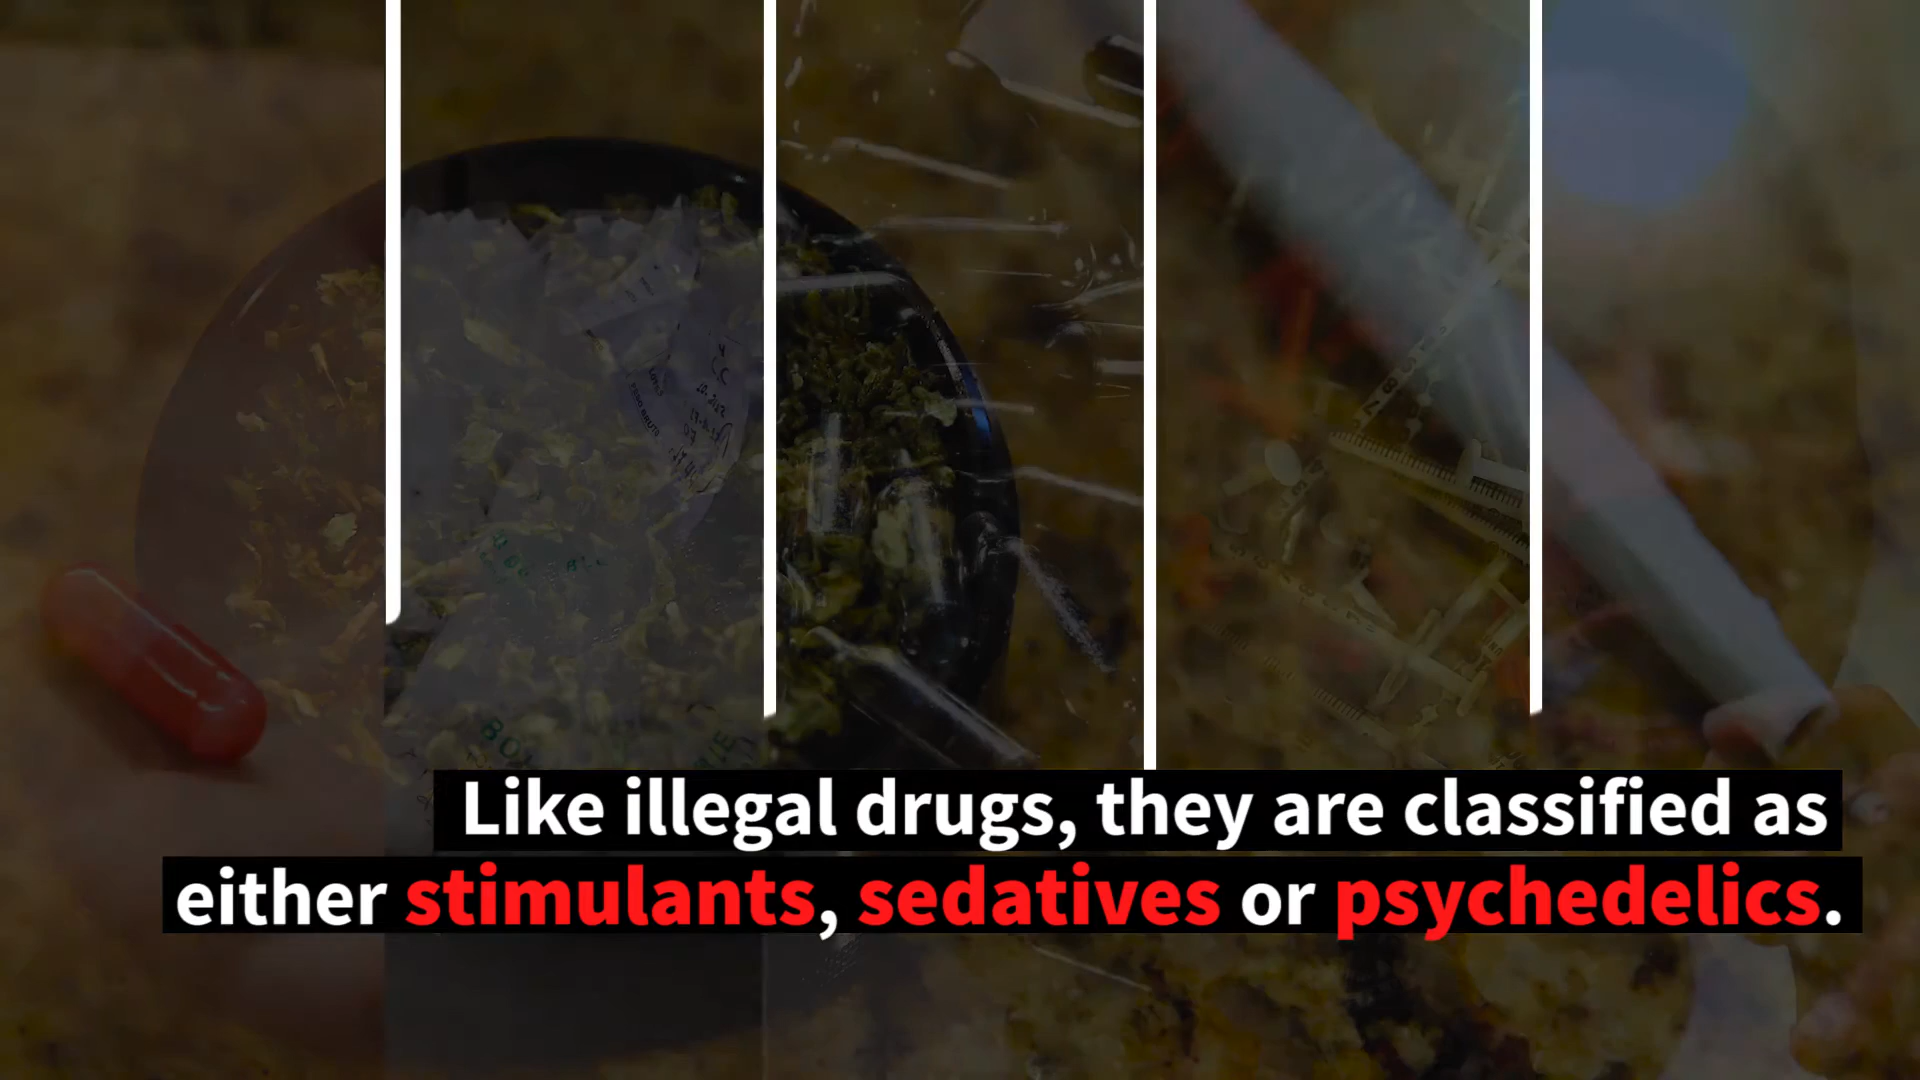 Like illegal drugs, they are classified as
either stimulants, sedatives or psychedelics.